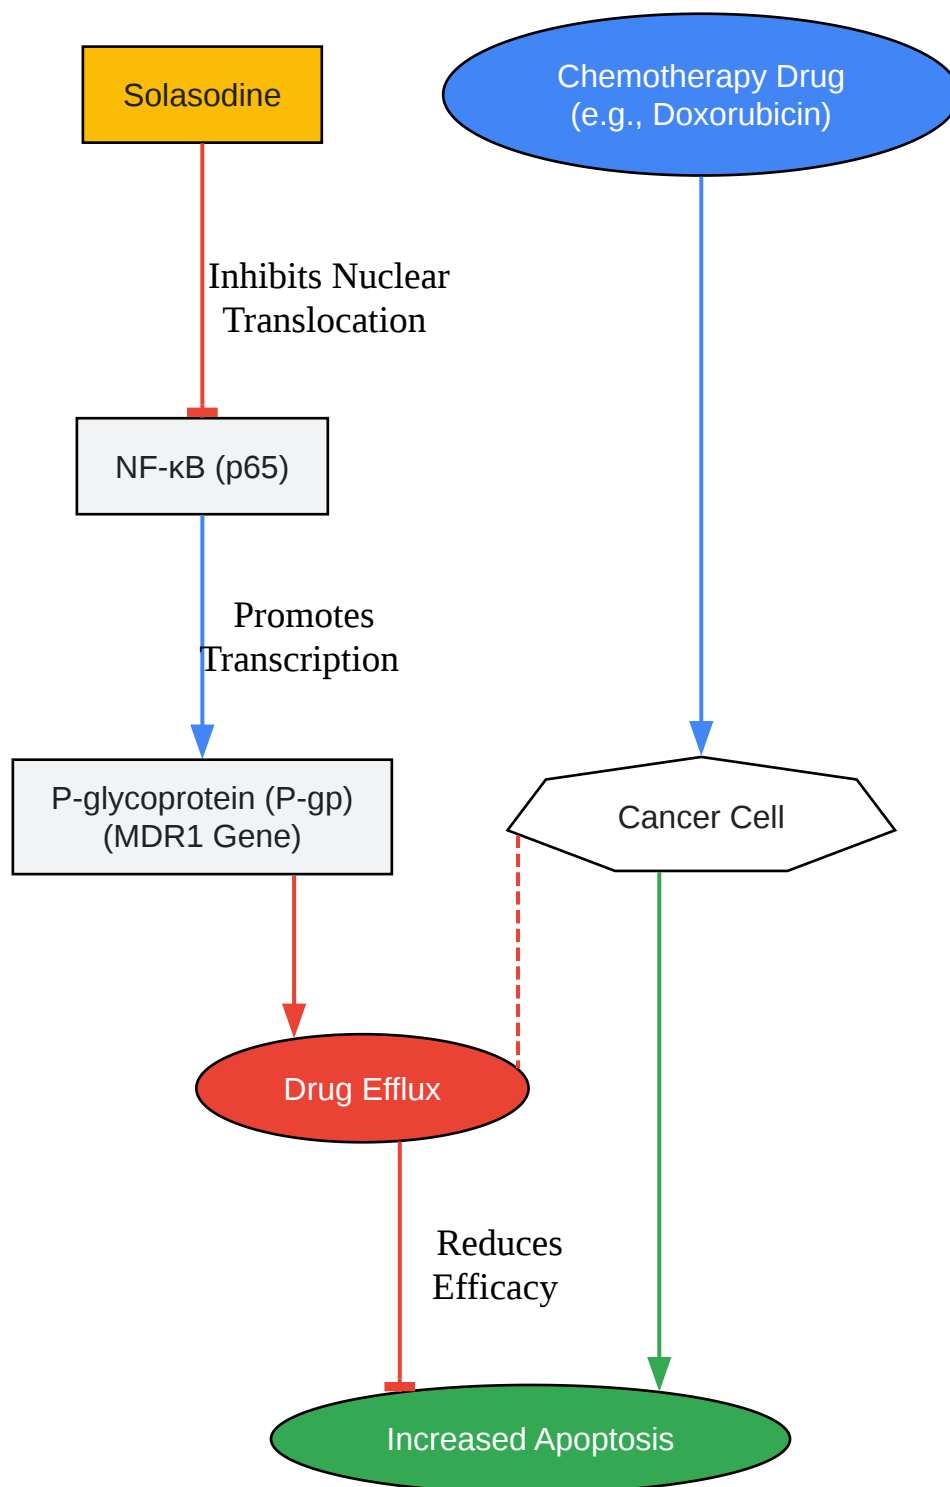 Solasodine
Chemotherapy Drug
(e.g., Doxorubicin)
Inhibits Nuclear
Translocation
NF-κB (p65)
Promotes
Transcription
P-glycoprotein (P-gp)
(MDR1 Gene)
Cancer Cell
Drug Efflux
Reduces
Efficacy
Increased Apoptosis